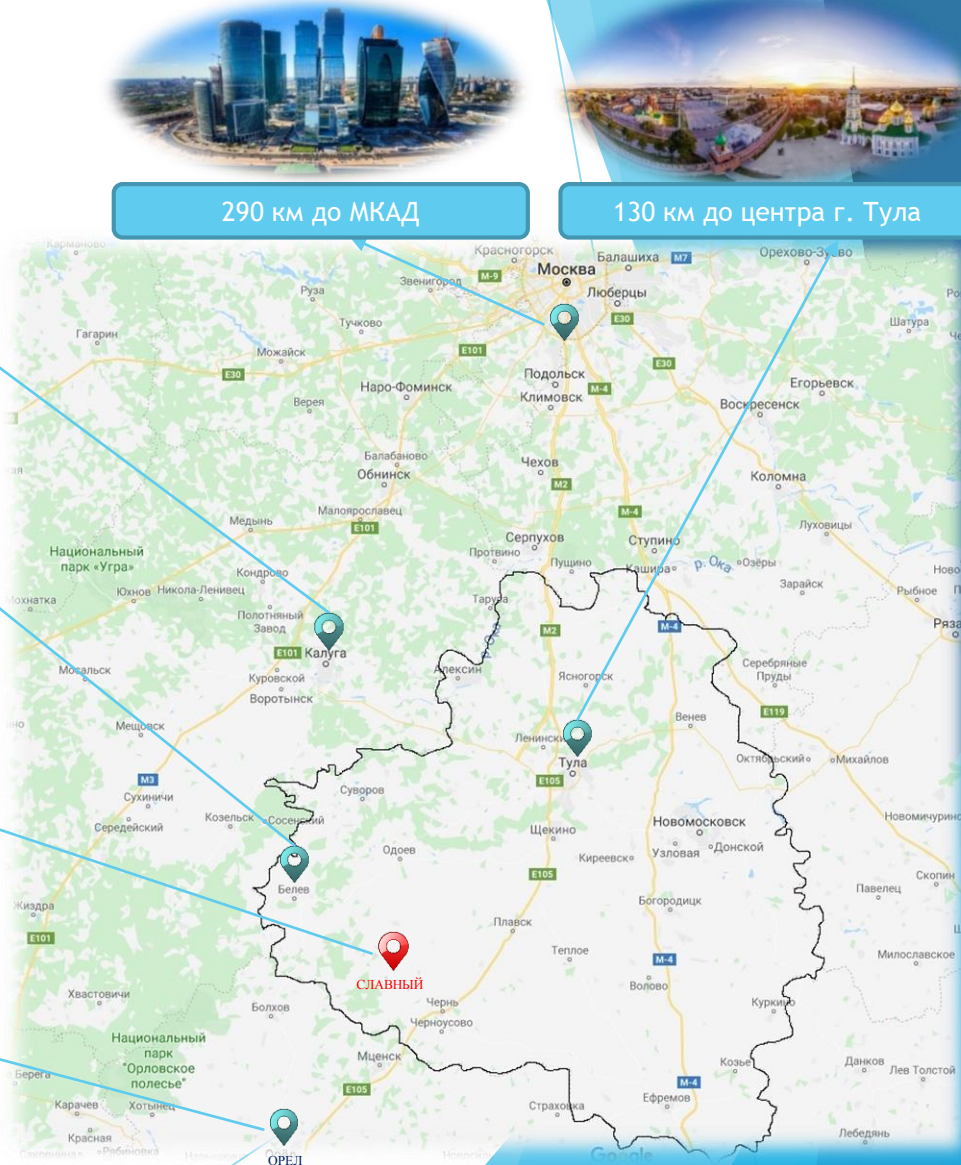 290 км до МКАД
130 км до центра г. Тула
Карманово
Красногорск
Балашиха
M7
Орехово-Зуево
M-9
Москва
Звенигород
Руза
Люберцы
E30
Тучково
Шатура
Гагарин
Можайск
E101
E30
E30
Подольск
Егорьевск
Наро-Фоминск
M-4
Климовск
Верея
Воскресенск
Балабаново
Чехов
Обнинск
Коломна
M2
Малоярославец
M-4
Медынь
E101
Луховицы
Серпухов
Ступино
Национальный
парк «Угра»
Протвино
Пущино
Кашира
р. Ока
Озёры
Кондрово
Зарайск
Юхнов
Никола-Ленивец
Рыбное
Таруса
Полотняный
Завод
M2
M-4
р. Ока
E101
Калуга
Мосальск
Алексин
Серебряные
Пруды
Куровской
Ясногорск
Воротынск
E119
Мещовск
Венев
Ленинский
Тула
Октябрьский
Михайлов
M3
E105
Сухиничи
Суворов
Козельск
Сосенский
Новомосковск
Середейский
Щекино
Донской
Одоев
Киреевск
Узловая
E105
Скопин
Белев
Павелец
Богородицк
Жиздра
Плавск
E101
Теплое
M-4
Милославское
СЛАВНЫЙ
Волово
Хвастовичи
Чернь
Куркино
Болхов
Черноусово
Национальный
парк
"Орловское
полесье"
Мценск
Козье
Данков
Лев Толстой
Берега
E105
M-4
Карачев
Хотынец
Страховка
Ефремов
Красная
Лебедянь
ОРЕЛ
Google